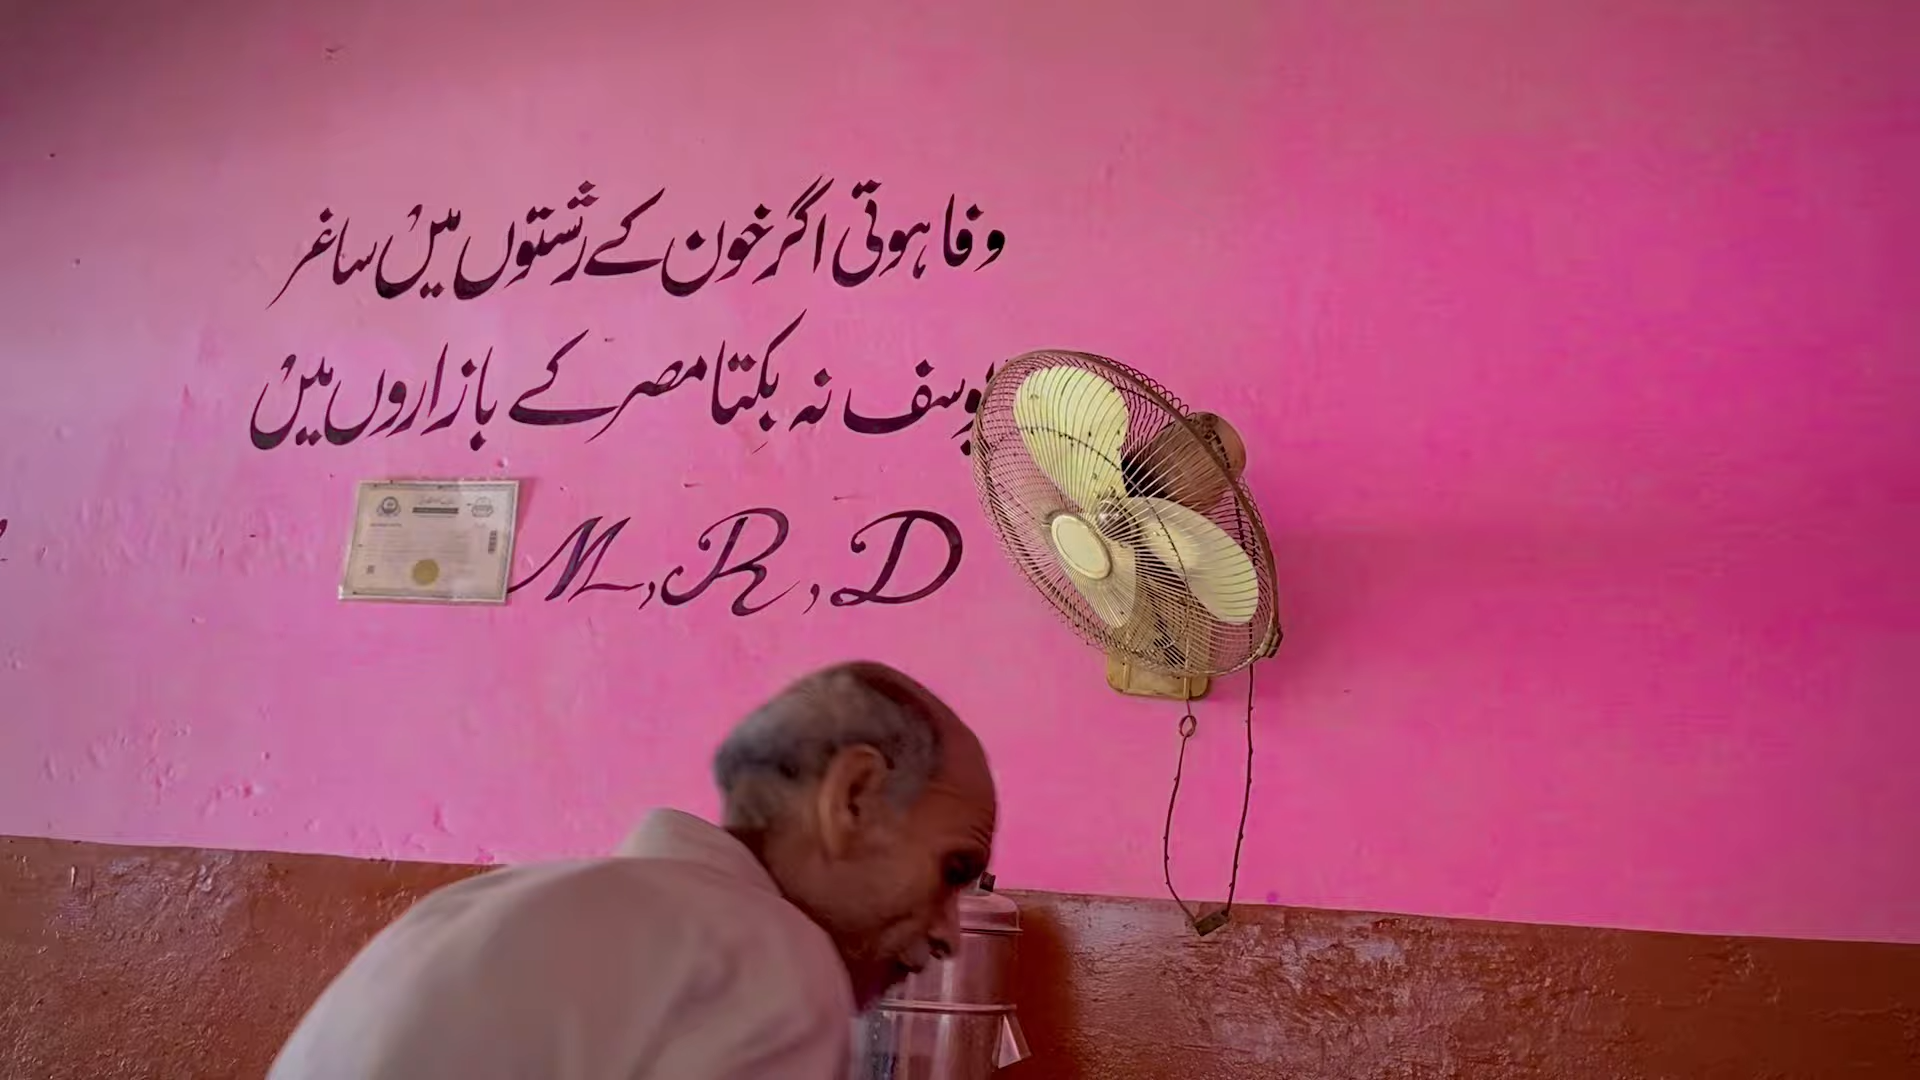 وفا ہوتی اگر خون کے رشتوں میں ساغر
یوسف نہ بکتا مصر کے بازاروں میں
M,R,D